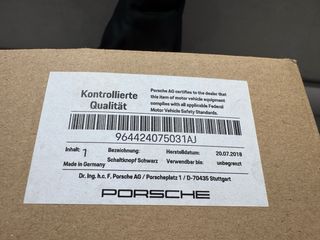 Kontrollierte
Qualität
Porsche AG certifies to the dealer that
this item of motor vehicle equipment
complies with all applicable Federal
Motor Vehicle Safety Standards.
964424075031AJ
Inhalt: 1 Bezeichnung: Herstelldatum: 20.07.2018
Made in Germany Schaltknopf Schwarz Verwendbar bis: unbegrenzt
Dr. Ing. h.c. F. Porsche AG / Porscheplatz 1 / D-70435 Stuttgart
PORSCHE